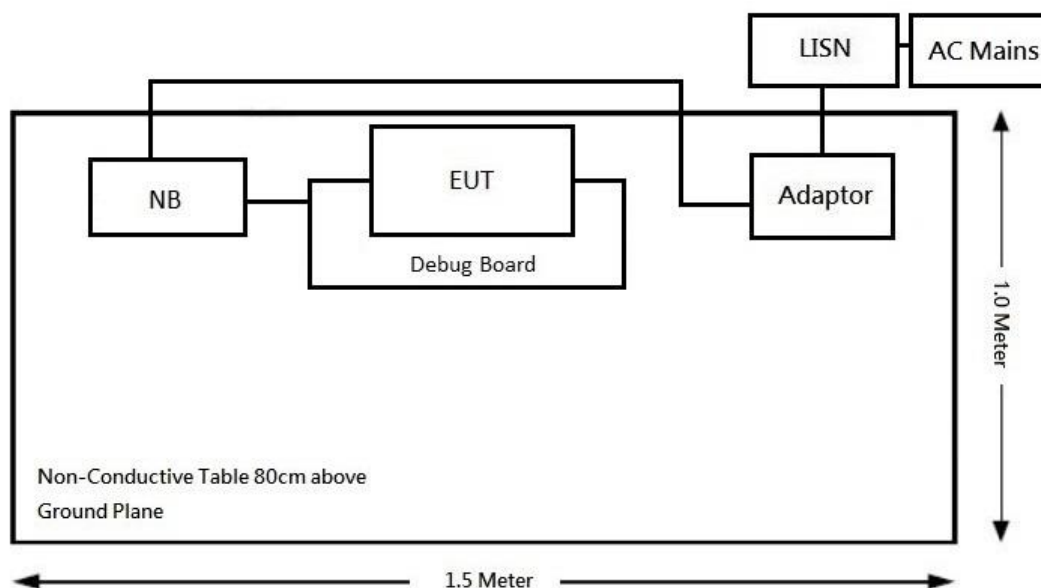 LISN
AC Mains
NB
EUT
Adaptor
Debug Board
1.0 Meter
Non-Conductive Table 80cm above
Ground Plane
1.5 Meter